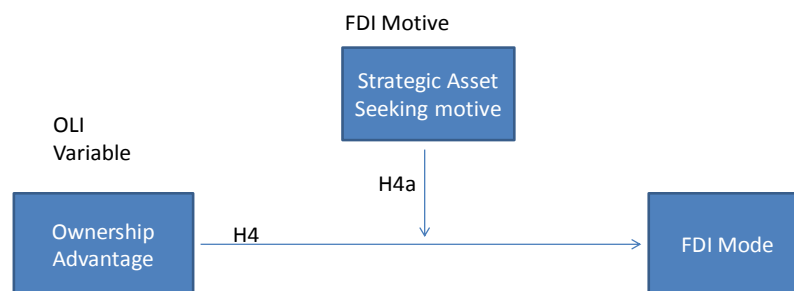 FDI Motive
Strategic Asset
Seeking motive
OLI
Variable
H4a
Ownership
Advantage
H4
FDI Mode